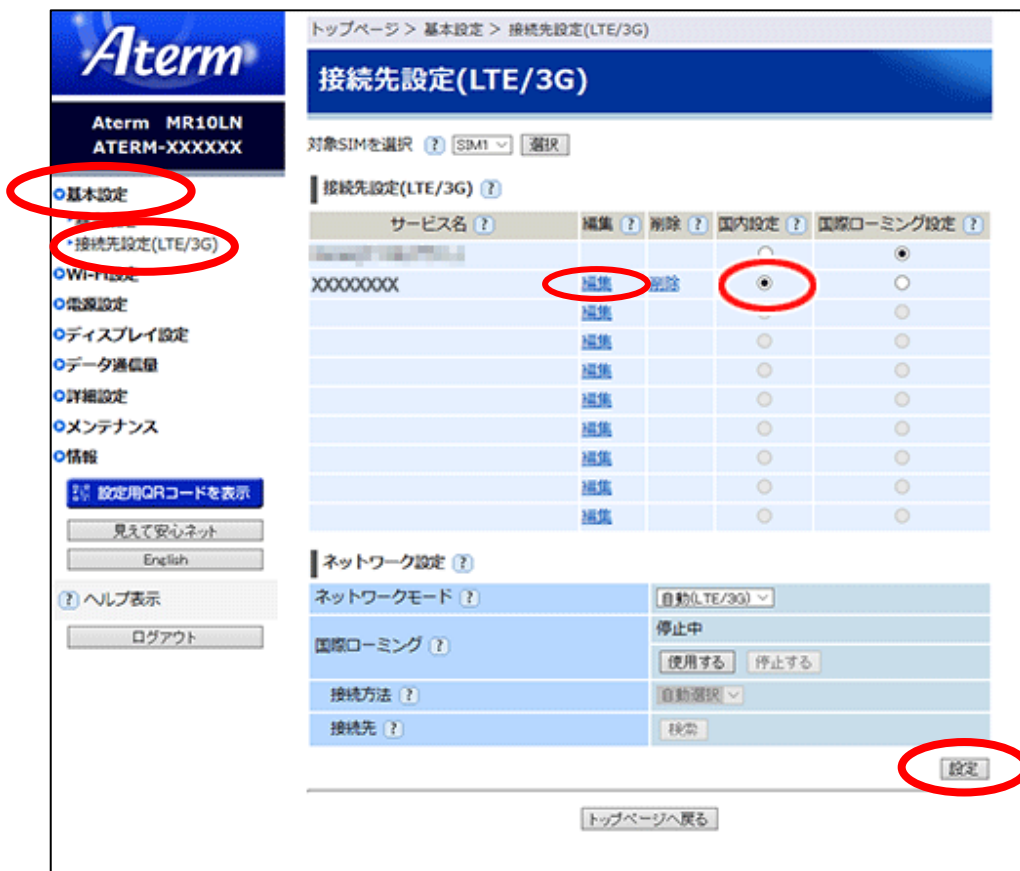 Aterm
Aterm MR10LN
ATERM-XXXXXX
基本設定
接続先設定(LTE/3G)
Wi-Fi設定
電源設定
ディスプレイ設定
データ通信量
詳細設定
メンテナンス
情報
設定用QRコードを表示
見えて安心ネット
English
? ヘルプ表示
ログアウト
トップページ > 基本設定 > 接続先設定(LTE/3G)
接続先設定(LTE/3G)
対象SIMを選択 ? SIM1 選択
接続先設定(LTE/3G) ?
サービス名 ? 編集 ? 削除 ? 国内設定 ? 国際ローミング設定 ?
XXXXXXXX 編集 削除
編集
編集
編集
編集
編集
編集
編集
編集
ネットワーク設定 ?
ネットワークモード ? 自動(LTE/3G)
国際ローミング ? 停止中
使用する 停止する
接続方法 ? 自動選択
接続先 ? 検索
設定
トップページへ戻る